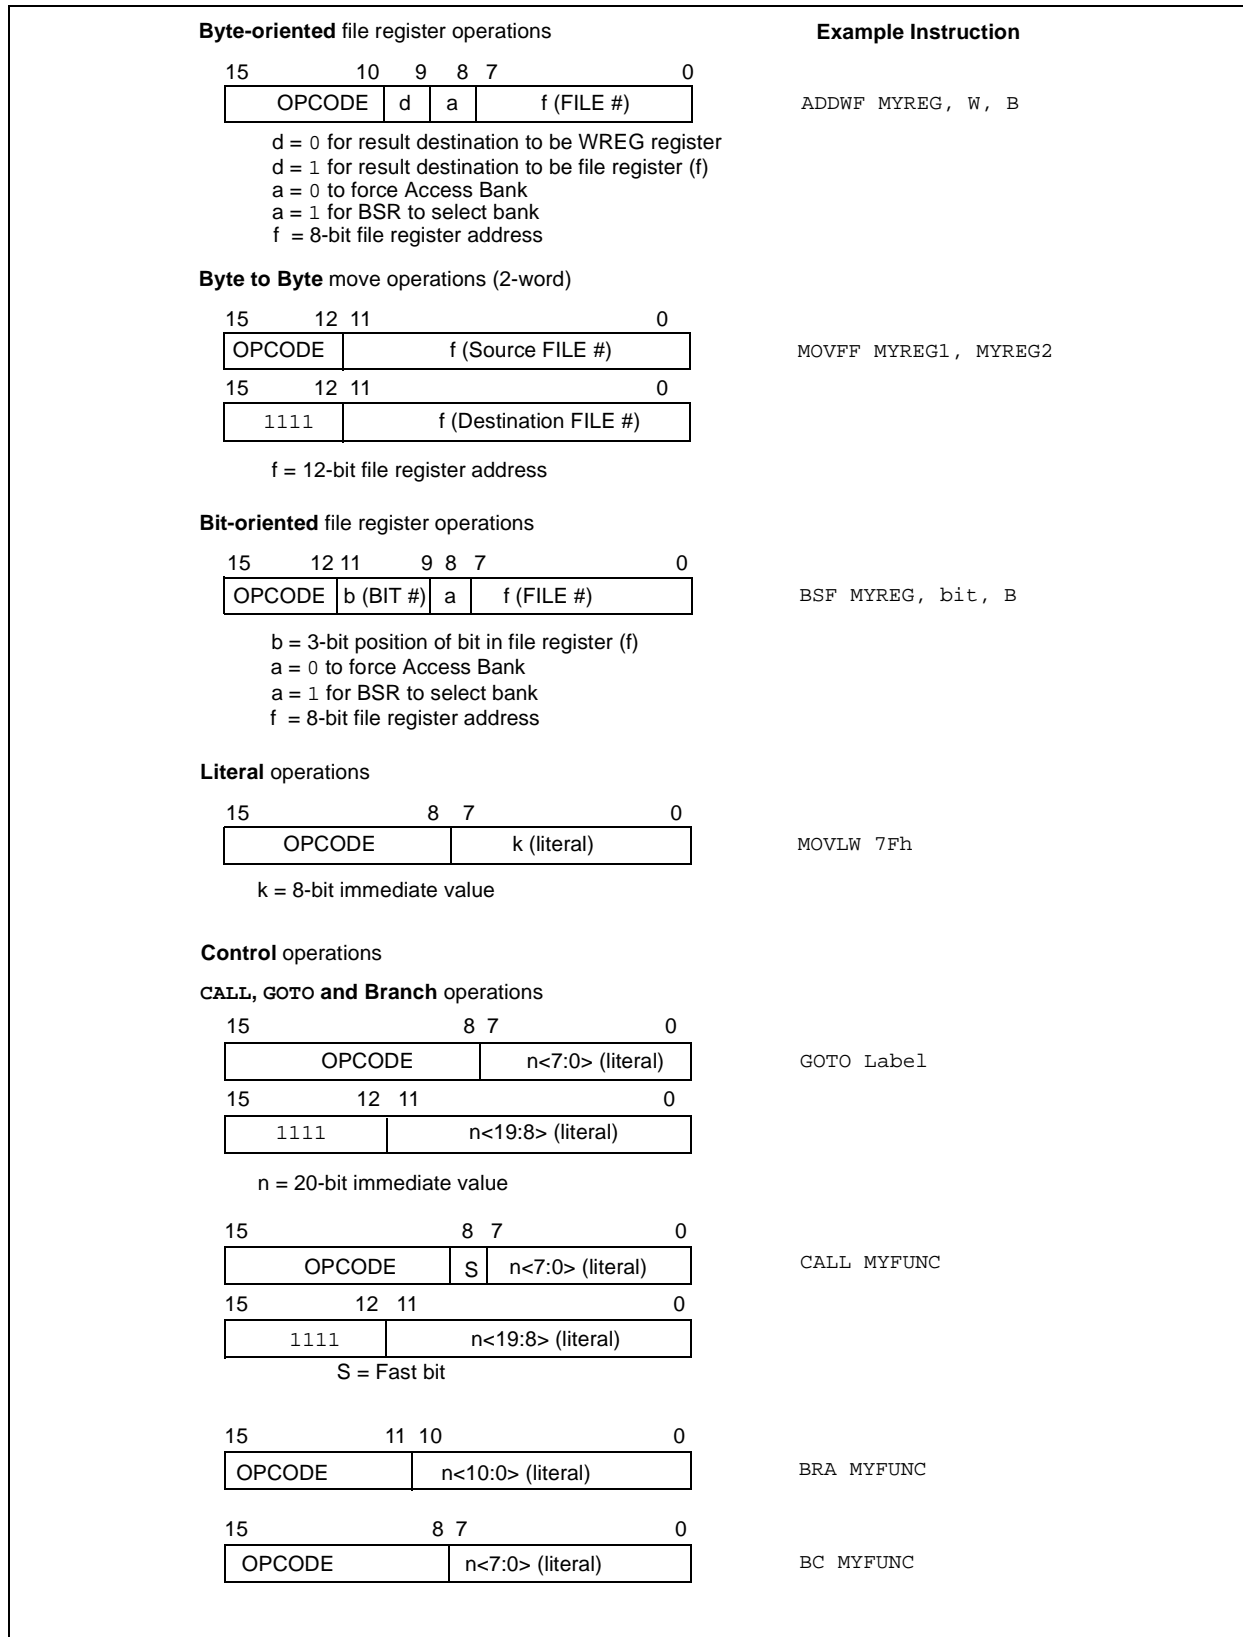 Byte-oriented file register operations Example Instruction
15 10 9 8 7 0
OPCODE d a f (FILE #) ADDWF MYREG, W, B
d = 0 for result destination to be WREG register
d = 1 for result destination to be file register (f)
a = 0 to force Access Bank
a = 1 for BSR to select bank
f = 8-bit file register address
Byte to Byte move operations (2-word)
15 12 11 0
OPCODE f (Source FILE #) MOVFF MYREG1, MYREG2
15 12 11 0
1111 f (Destination FILE #)
f = 12-bit file register address
Bit-oriented file register operations
15 12 11 9 8 7 0
OPCODE b (BIT #) a f (FILE #) BSF MYREG, bit, B
b = 3-bit position of bit in file register (f)
a = 0 to force Access Bank
a = 1 for BSR to select bank
f = 8-bit file register address
Literal operations
15 8 7 0
OPCODE k (literal) MOVLW 7Fh
k = 8-bit immediate value
Control operations
CALL, GOTO and Branch operations
15 8 7 0
OPCODE n<7:0> (literal) GOTO Label
15 12 11 0
1111 n<19:8> (literal)
n = 20-bit immediate value
15 8 7 0
OPCODE S n<7:0> (literal) CALL MYFUNC
15 12 11 0
1111 n<19:8> (literal)
S = Fast bit
15 11 10 0
OPCODE n<10:0> (literal) BRA MYFUNC
15 8 7 0
OPCODE n<7:0> (literal) BC MYFUNC